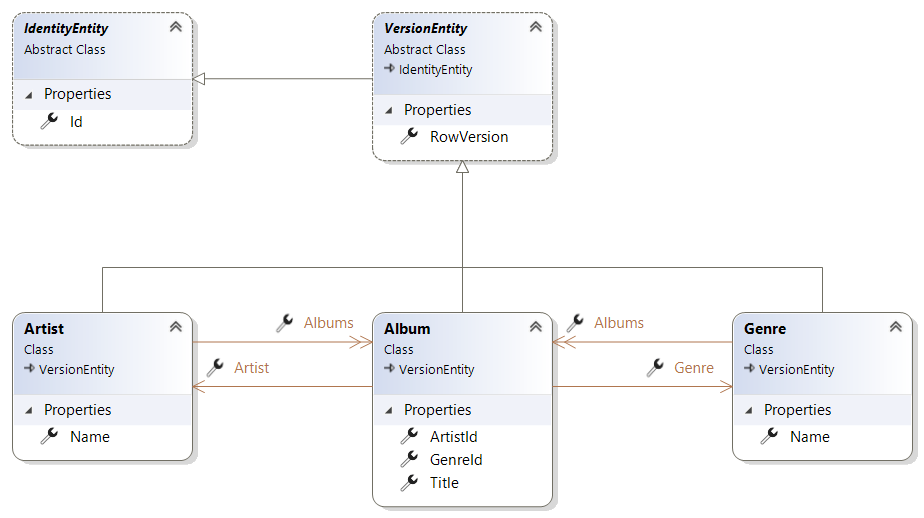 IdentityEntity
Abstract Class
Properties
Id
VersionEntity
Abstract Class
IdentityEntity
Properties
RowVersion
Artist
Class
VersionEntity
Properties
Name
Albums
Artist
Album
Class
VersionEntity
Properties
ArtistId
GenreId
Title
Albums
Genre
Genre
Class
VersionEntity
Properties
Name